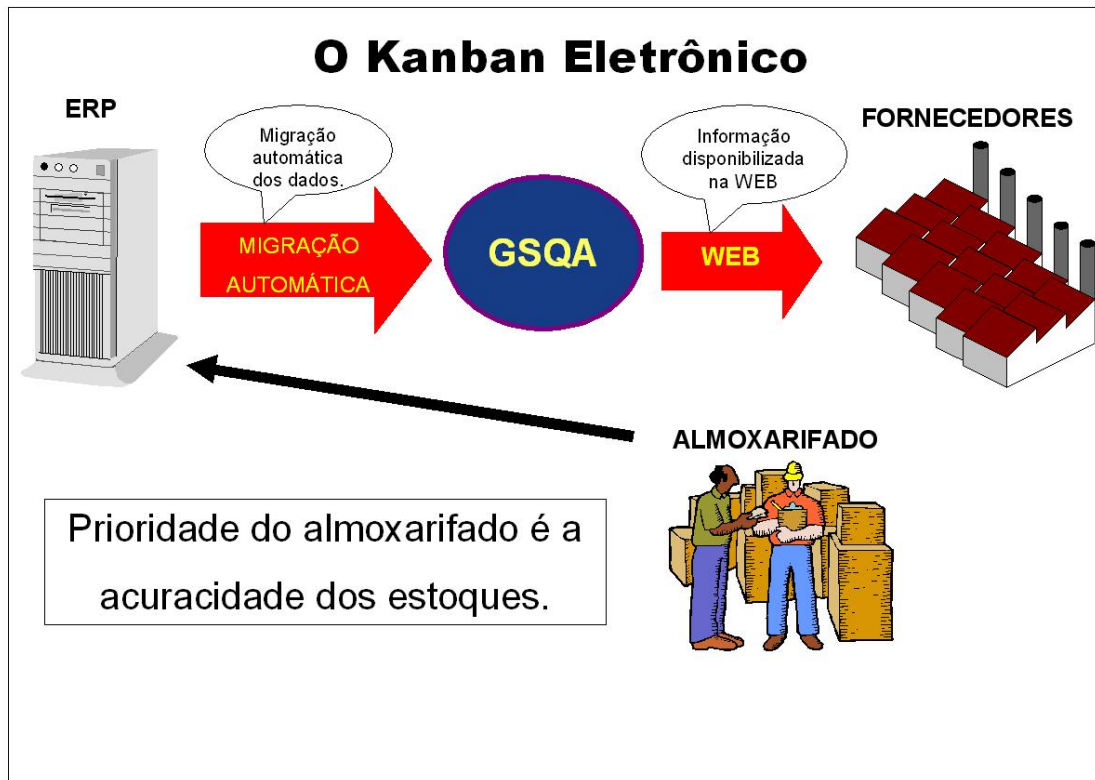 O Kanban Eletrônico
ERP
Migração
automática
dos dados.
Informação
disponibilizada
na WEB
FORNECEDORES
MIGRAÇÃO
AUTOMÁTICA
GSQA
WEB
ALMOXARIFADO
Prioridade do almoxarifado é a
acuracidade dos estoques.